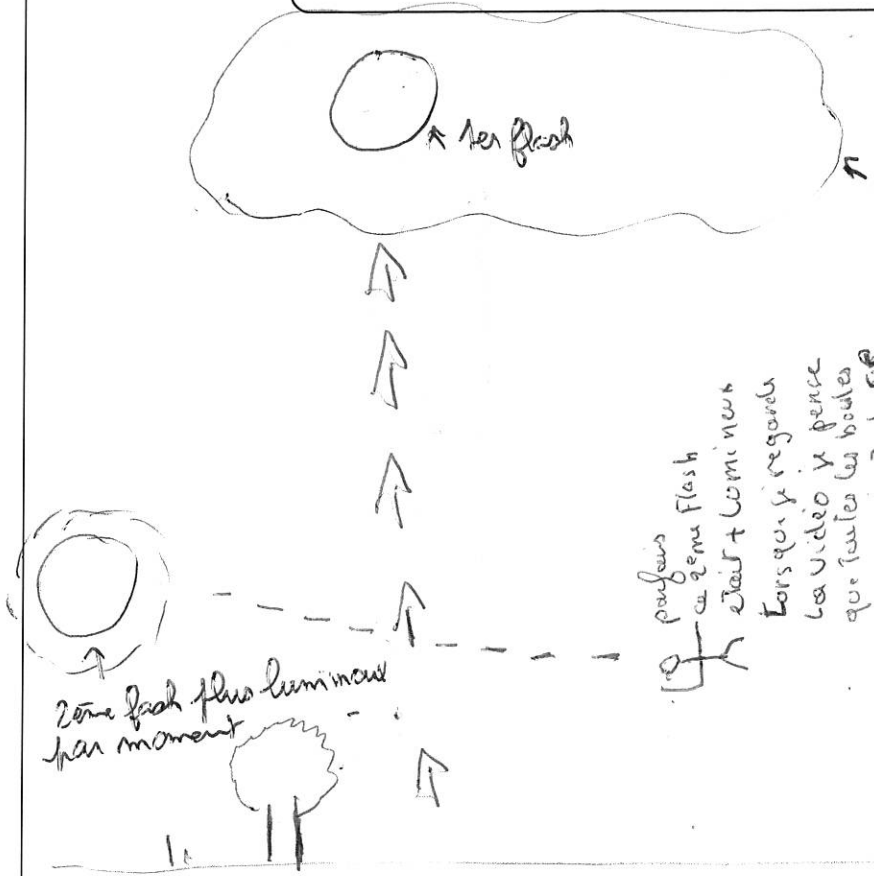 1er flash
2ème flash plus lumineux
par moment
parfois
ce 2ème Flash
était + lumineux
Lorsque je regarde
la vidéo je pense
que toutes les boules